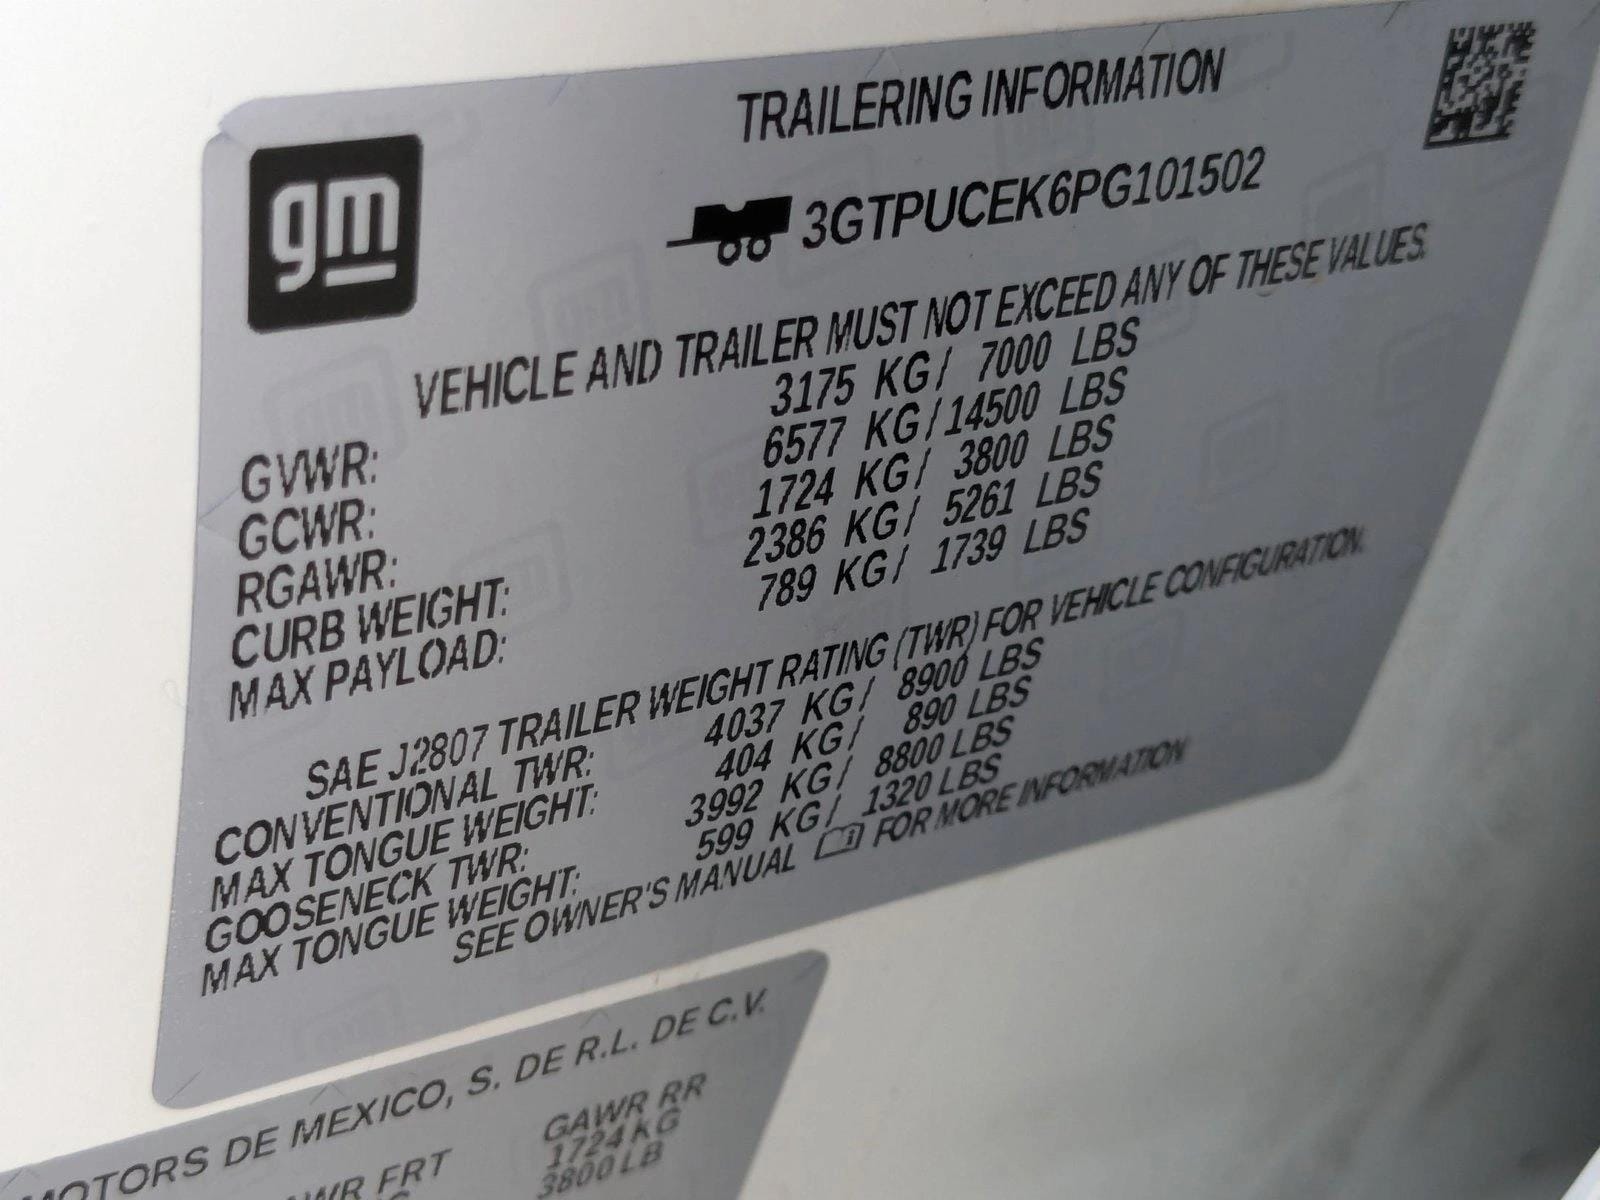 gm
TRAILERING INFORMATION
3GTPUCEK6PG101502
VEHICLE AND TRAILER MUST NOT EXCEED ANY OF THESE VALUES.
GVWR: 3175 KG/ 7000 LBS
GCWR: 6577 KG/14500 LBS
RGAWR: 1724 KG/ 3800 LBS
CURB WEIGHT: 2386 KG/ 5261 LBS
MAX PAYLOAD: 789 KG/ 1739 LBS
SAE J2807 TRAILER WEIGHT RATING (TWR) FOR VEHICLE CONFIGURATION.
CONVENTIONAL TWR: 4037 KG/ 8900 LBS
MAX TONGUE WEIGHT: 404 KG/ 890 LBS
GOOSENECK TWR: 3992 KG/ 8800 LBS
MAX TONGUE WEIGHT: 599 KG/ 1320 LBS
SEE OWNER'S MANUAL FOR MORE INFORMATION
MOTORS DE MEXICO, S. DE R.L. DE C.V.
FRT GAWR RR
1724 KG
3800 LB